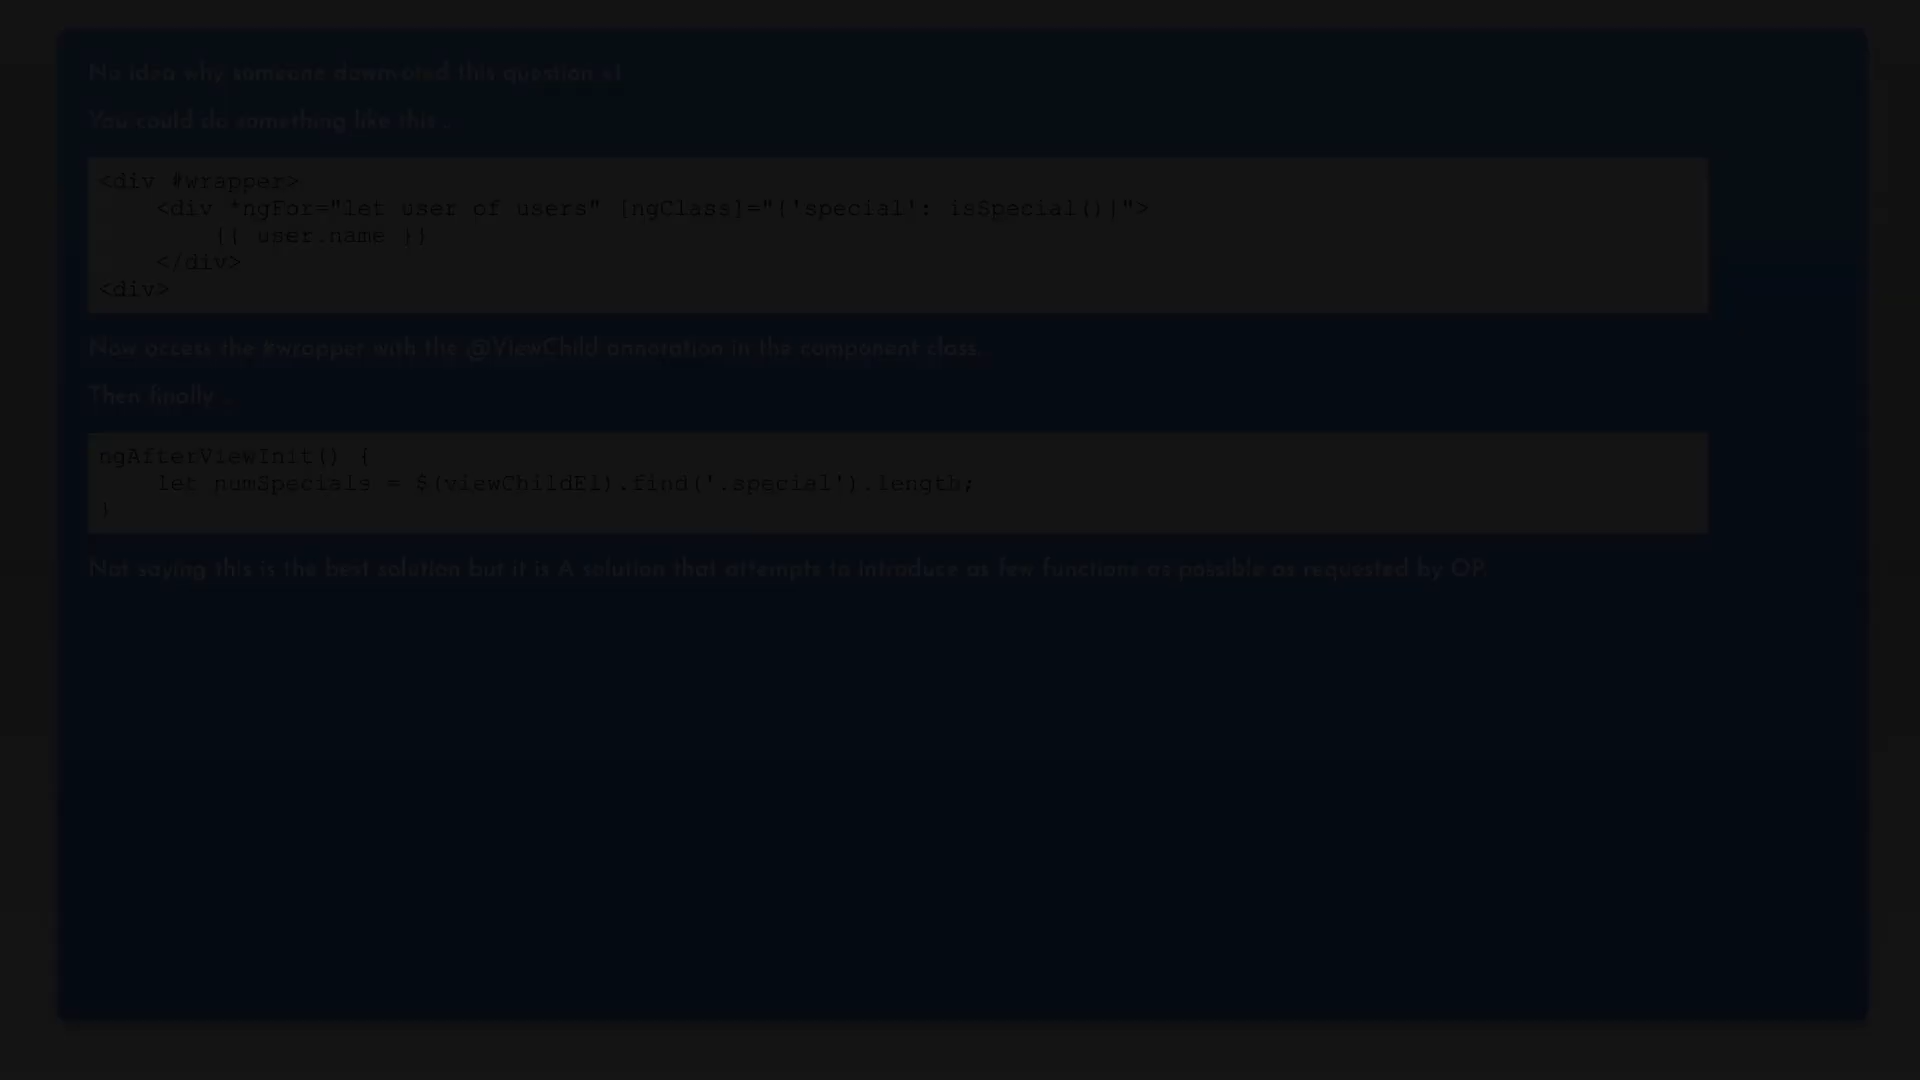 No idea why someone downvoted this question +1
You could do something like this ...
<div #wrapper>
    <div *ngFor="let user of users" [ngClass]="{'special': isSpecial()}">
        {{ user.name }}
    </div>
<div>
Now access the #wrapper with the @ViewChild annotation in the component class.
Then finally ...
ngAfterViewInit() {
    let numSpecials = $(viewChildEl).find('.special').length;
}
Not saying this is the best solution but it is A solution that attempts to introduce as few functions as possible as requested by OP.